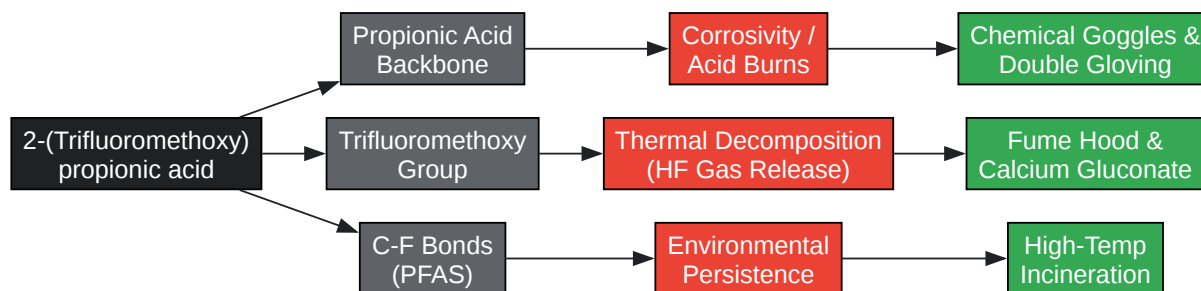 2-(Trifluoromethoxy)
propionic acid
Propionic Acid
Backbone
Corrosivity /
Acid Burns
Chemical Goggles &
Double Gloving
Trifluoromethoxy
Group
Thermal Decomposition
(HF Gas Release)
Fume Hood &
Calcium Gluconate
C-F Bonds
(PFAS)
Environmental
Persistence
High-Temp
Incineration